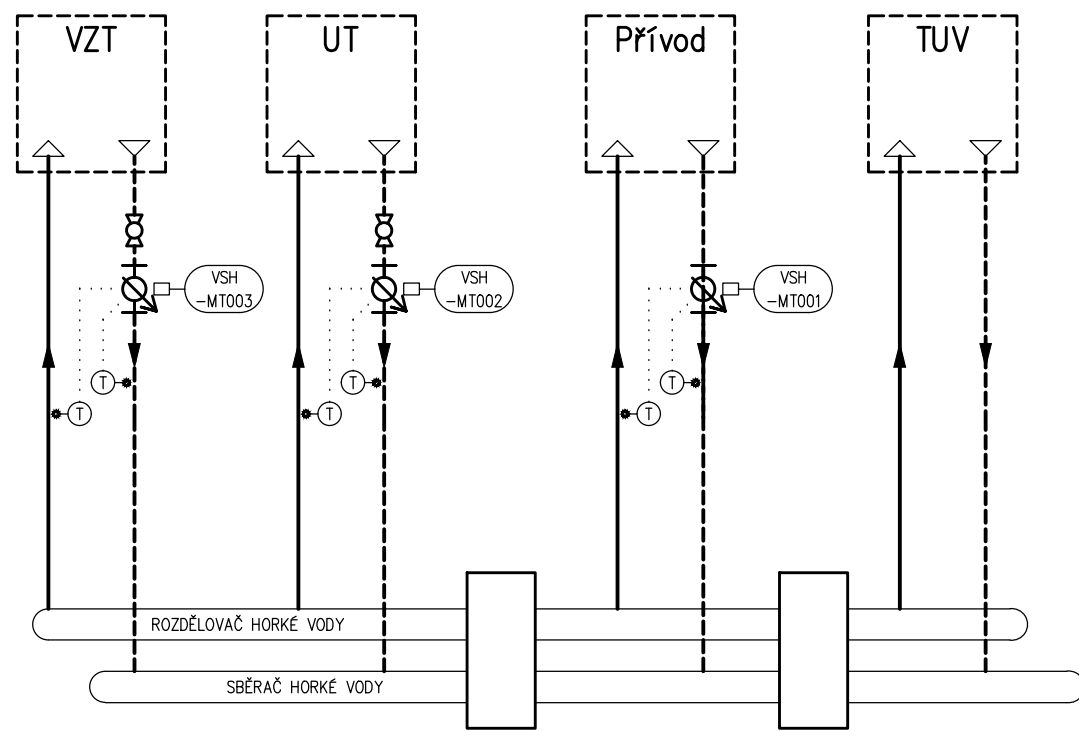 VZT
UT
Přívod
TUV
VSH
-MT003
VSH
-MT002
VSH
-MT001
T
T
T
T
T
T
ROZDĚLOVAČ HORKÉ VODY
SBĚRAČ HORKÉ VODY